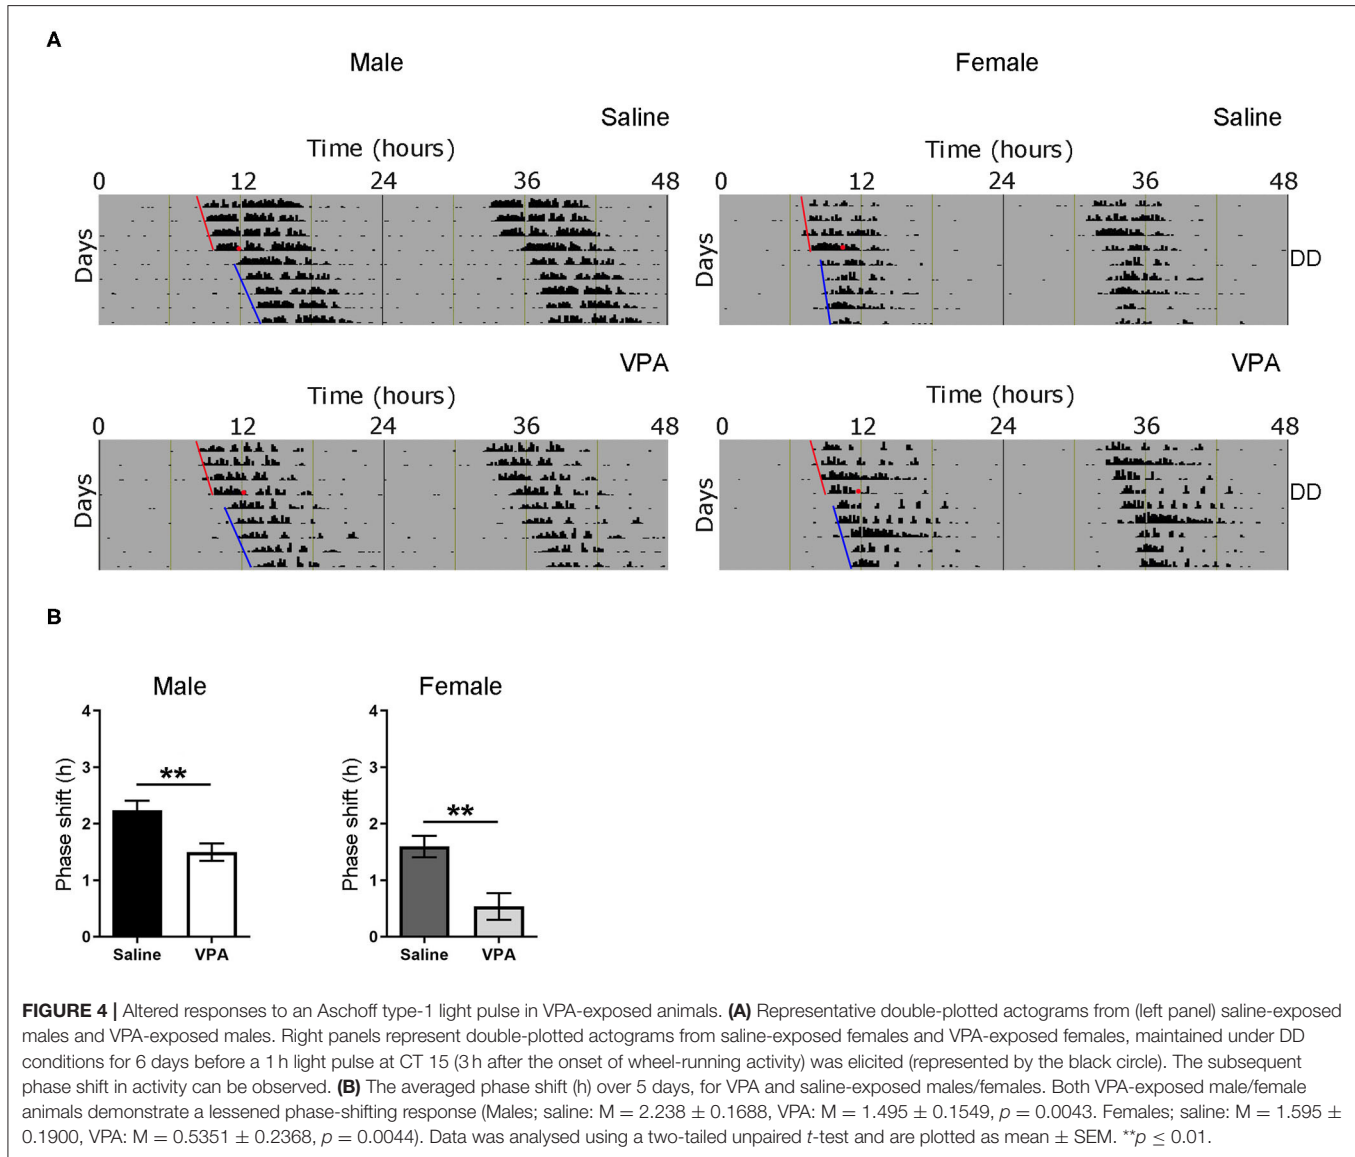 A
Male
Female
Saline
Saline
Time (hours)
Time (hours)
0 12 24 36 48
0 12 24 36 48
Days
Days
DD
VPA
VPA
Time (hours)
Time (hours)
0 12 24 36 48
0 12 24 36 48
Days
Days
DD
B
Male
Female
4
3
2
1
0
Phase shift (h)
**
Saline VPA
4
3
2
1
0
Phase shift (h)
**
Saline VPA
FIGURE 4 | Altered responses to an Aschoff type-1 light pulse in VPA-exposed animals. (A) Representative double-plotted actograms from (left panel) saline-exposed
males and VPA-exposed males. Right panels represent double-plotted actograms from saline-exposed females and VPA-exposed females, maintained under DD
conditions for 6 days before a 1 h light pulse at CT 15 (3 h after the onset of wheel-running activity) was elicited (represented by the black circle). The subsequent
phase shift in activity can be observed. (B) The averaged phase shift (h) over 5 days, for VPA and saline-exposed males/females. Both VPA-exposed male/female
animals demonstrate a lessened phase-shifting response (Males; saline: M = 2.238 ± 0.1688, VPA: M = 1.495 ± 0.1549, p = 0.0043. Females; saline: M = 1.595 ±
0.1900, VPA: M = 0.5351 ± 0.2368, p = 0.0044). Data was analysed using a two-tailed unpaired t-test and are plotted as mean ± SEM. **p ≤ 0.01.